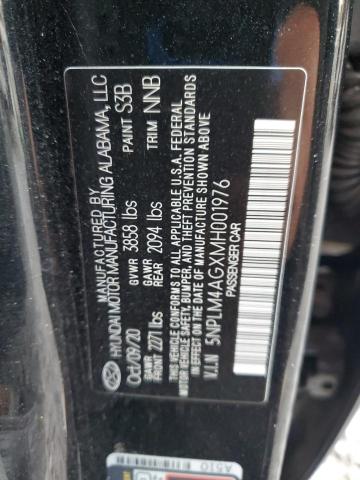 MANUFACTURED BY
HYUNDAI MOTOR MANUFACTURING ALABAMA, LLC
Oct/09/20 GVWR 3858 lbs PAINT S3B
GAWR FRONT 2271 lbs GAWR REAR 2094 lbs TRIM NNB
THIS VEHICLE CONFORMS TO ALL APPLICABLE U.S.A. FEDERAL
MOTOR VEHICLE SAFETY, BUMPER, AND THEFT PREVENTION STANDARDS
IN EFFECT ON THE DATE OF MANUFACTURE SHOWN ABOVE
V.I.N 5NPLM4AGXMH001976
PASSENGER CAR
A510